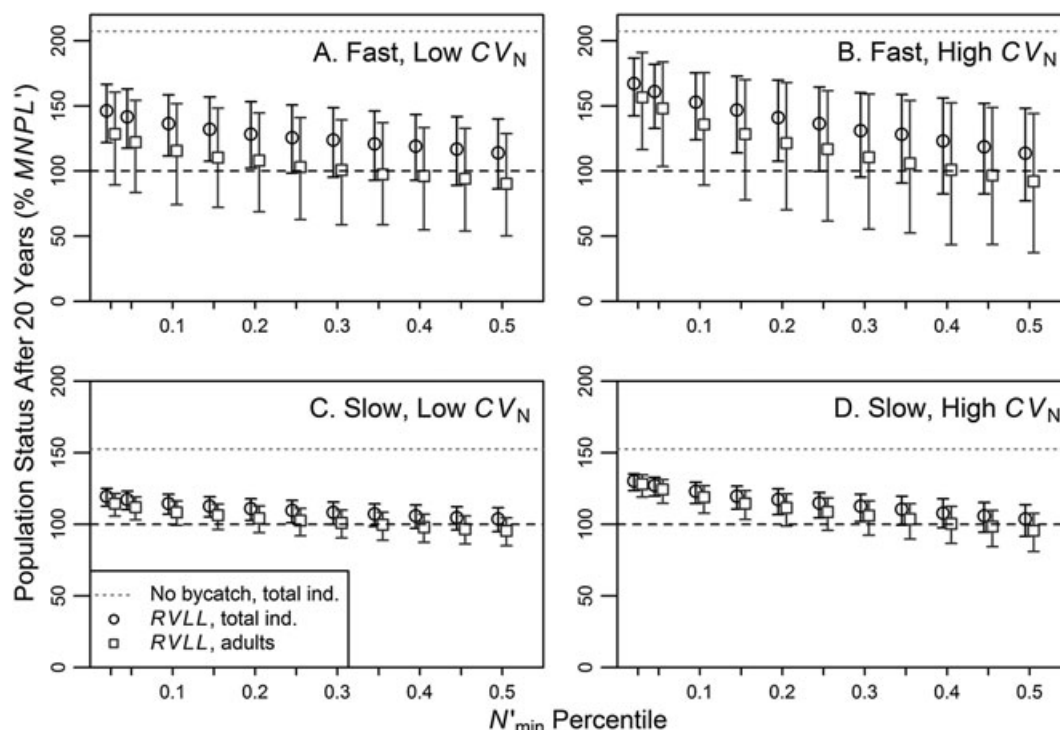 Population Status After 20 Years (% MNPL')
A. Fast, Low CV_N
200
150
100
50
0
0.1 0.2 0.3 0.4 0.5
B. Fast, High CV_N
200
150
100
50
0
0.1 0.2 0.3 0.4 0.5
C. Slow, Low CV_N
200
150
100
50
0
No bycatch, total ind.
RVLL, total ind.
RVLL, adults
0.1 0.2 0.3 0.4 0.5
D. Slow, High CV_N
200
150
100
50
0
0.1 0.2 0.3 0.4 0.5
N'min Percentile